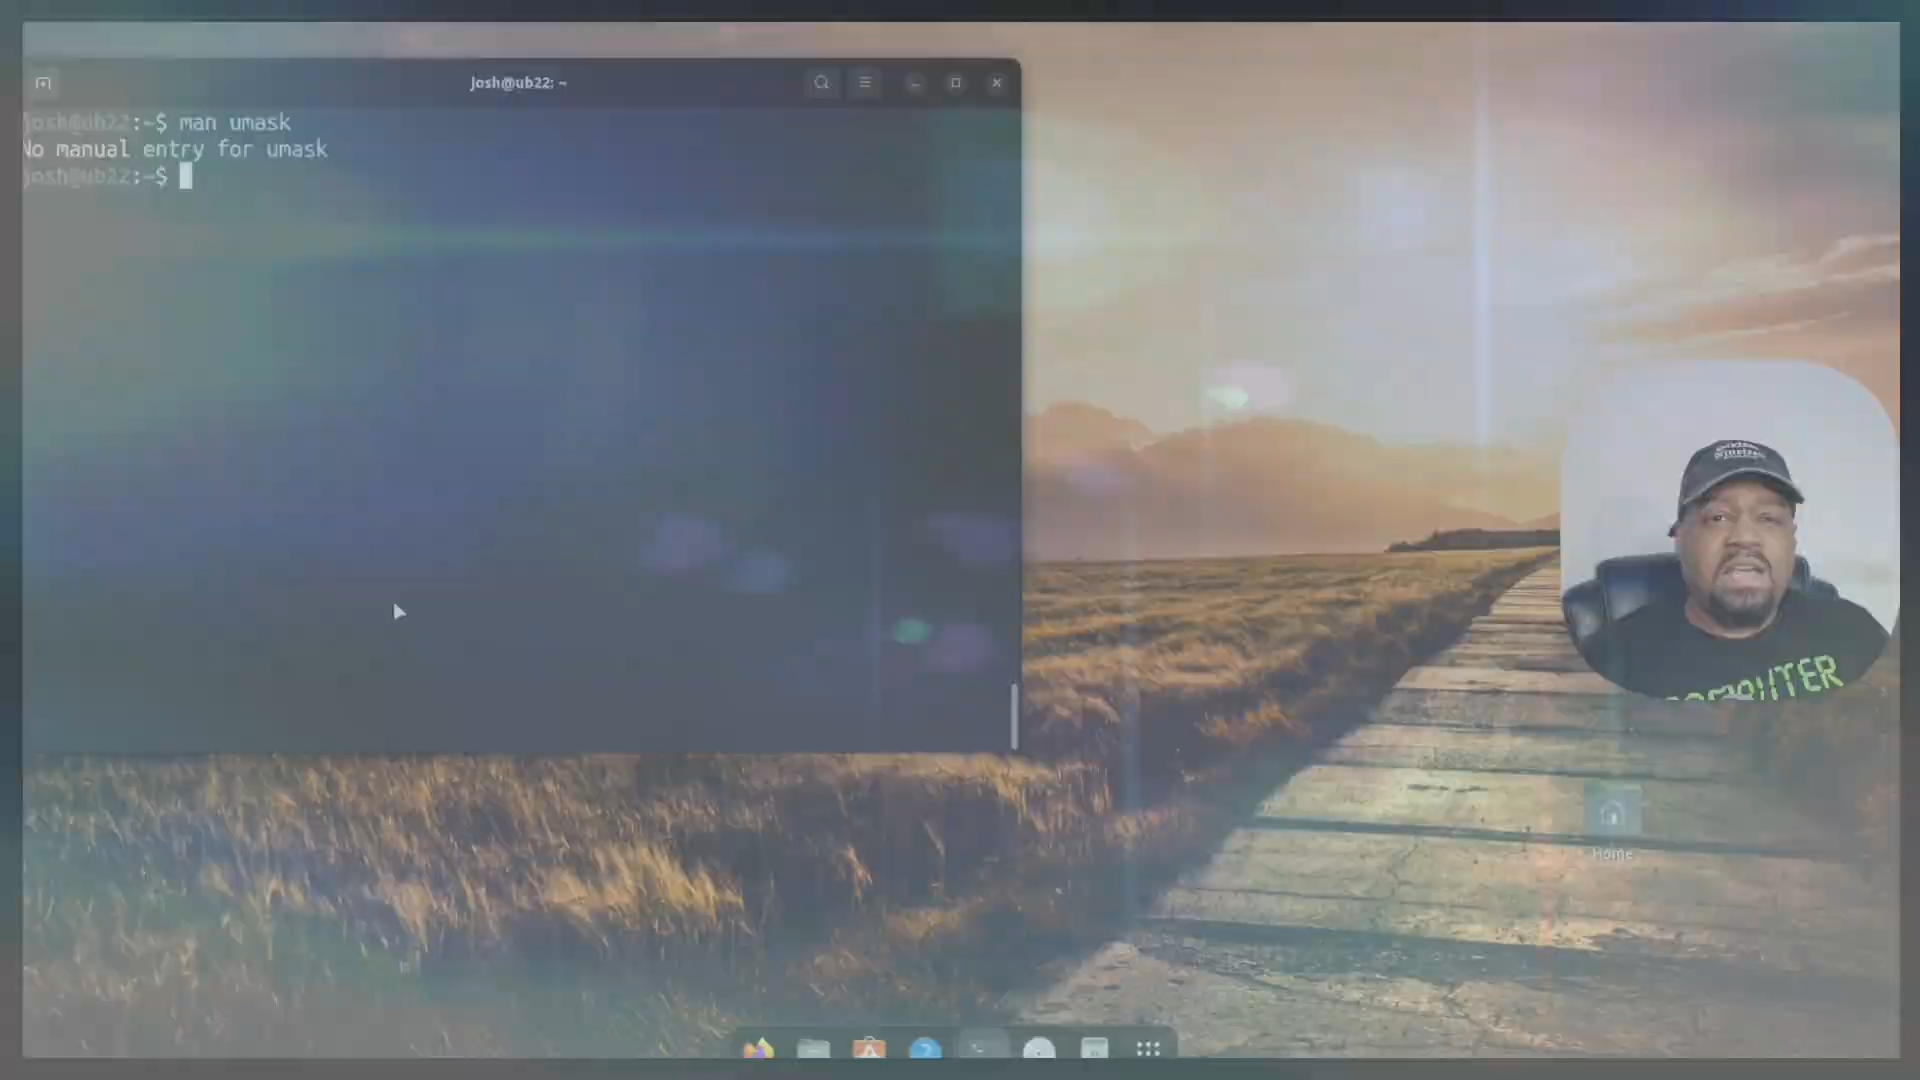 josh@ub22: ~
josh@ub22:~$ man umask
No manual entry for umask
josh@ub22:~$
Home